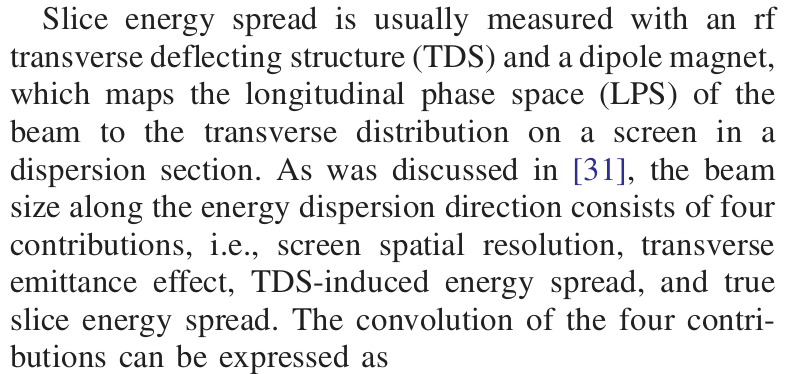 Slice energy spread is usually measured with an rf
transverse deflecting structure (TDS) and a dipole magnet,
which maps the longitudinal phase space (LPS) of the
beam to the transverse distribution on a screen in a
dispersion section. As was discussed in [31], the beam
size along the energy dispersion direction consists of four
contributions, i.e., screen spatial resolution, transverse
emittance effect, TDS-induced energy spread, and true
slice energy spread. The convolution of the four contri-
butions can be expressed as